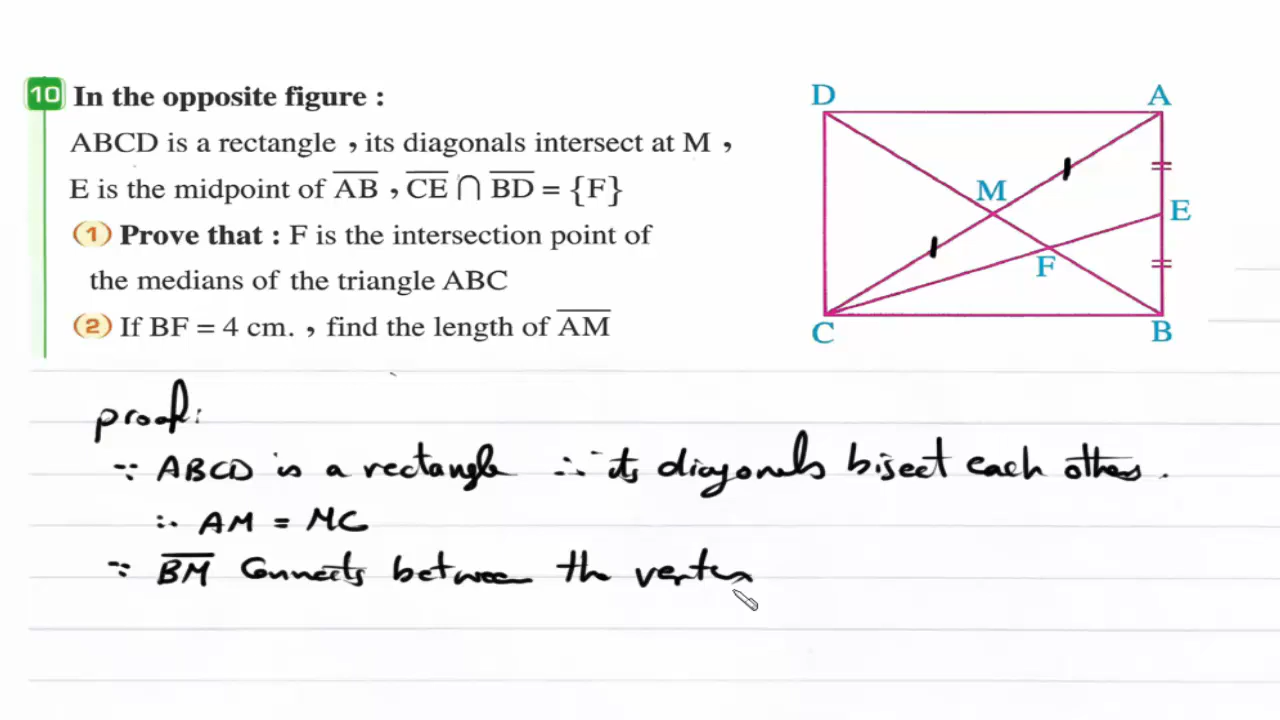 10 In the opposite figure :
ABCD is a rectangle , its diagonals intersect at M ,
E is the midpoint of AB , CE ∩ BD = {F}
1 Prove that : F is the intersection point of
the medians of the triangle ABC
2 If BF = 4 cm. , find the length of AM
D
A
M
E
F
C
B
proof:
∵ ABCD is a rectangle ∴ its diagonals bisect each others.
∴ AM = MC
∵ BM Connects between the vertex